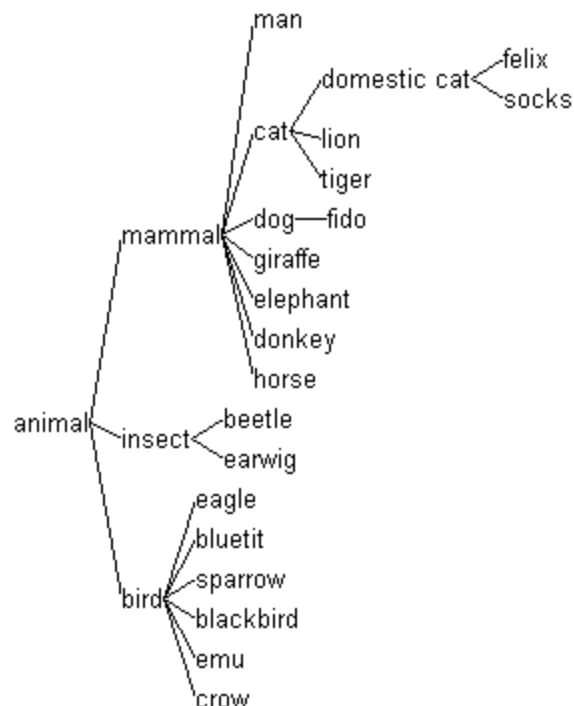 man
felix
domestic cat
socks
cat
lion
tiger
dog
fido
mammal
giraffe
elephant
donkey
horse
animal
beetle
insect
earwig
eagle
bluetit
sparrow
bird
blackbird
emu
crow